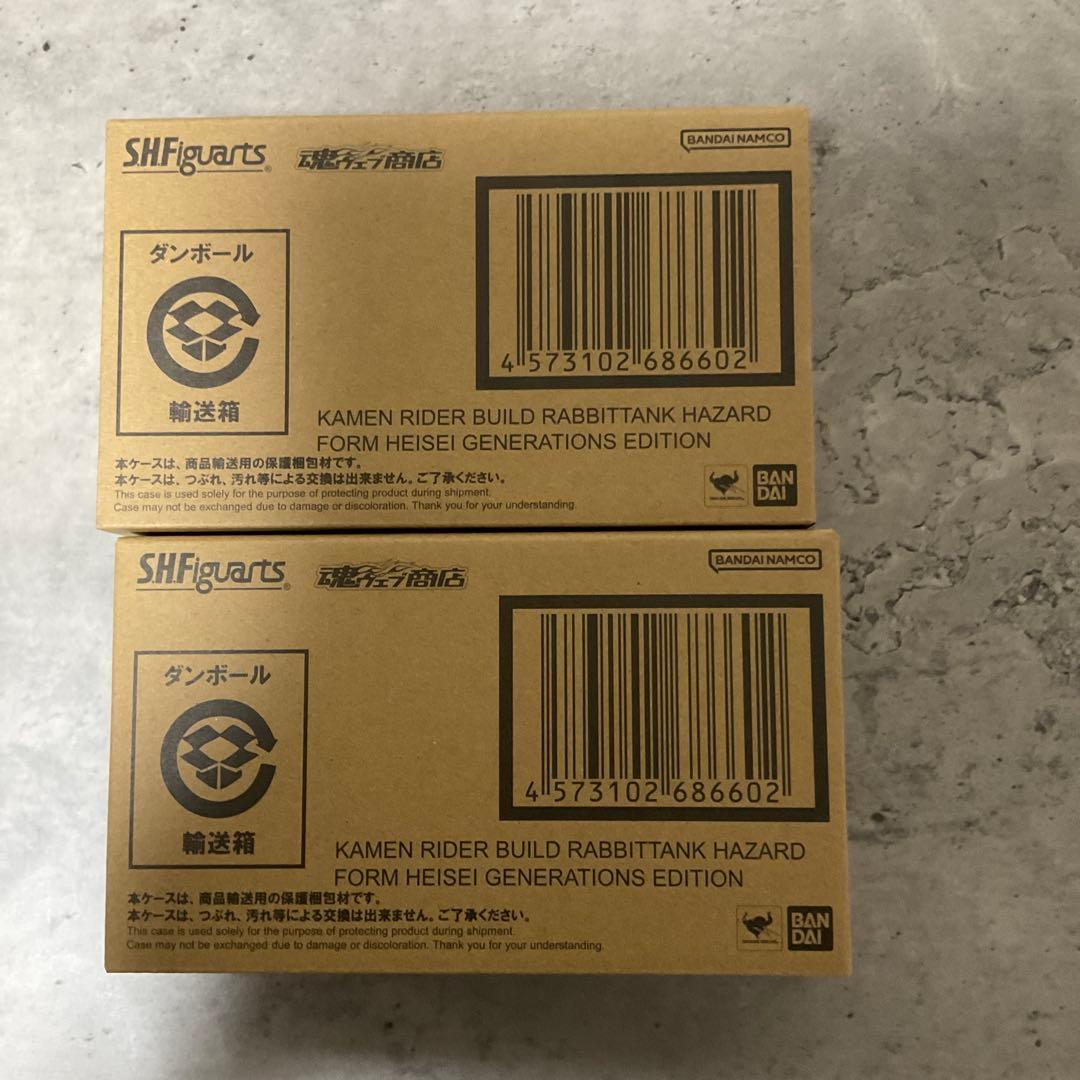 S.H.Figuarts
魂ウェブ商店
BANDAI NAMCO
ダンボール
輸送箱
4 573102 686602
KAMEN RIDER BUILD RABBITTANK HAZARD
FORM HEISEI GENERATIONS EDITION
本ケースは、商品輸送用の保護梱包材です。
本ケースは、つぶれ、汚れ等による交換は出来ません。ご了承ください。
This case is used solely for the purpose of protecting product during shipment.
Case may not be exchanged due to damage or discoloration. Thank you for your understanding.
BAN
DAI
S.H.Figuarts
魂ウェブ商店
BANDAI NAMCO
ダンボール
輸送箱
4 573102 686602
KAMEN RIDER BUILD RABBITTANK HAZARD
FORM HEISEI GENERATIONS EDITION
本ケースは、商品輸送用の保護梱包材です。
本ケースは、つぶれ、汚れ等による交換は出来ません。ご了承ください。
This case is used solely for the purpose of protecting product during shipment.
Case may not be exchanged due to damage or discoloration. Thank you for your understanding.
BAN
DAI